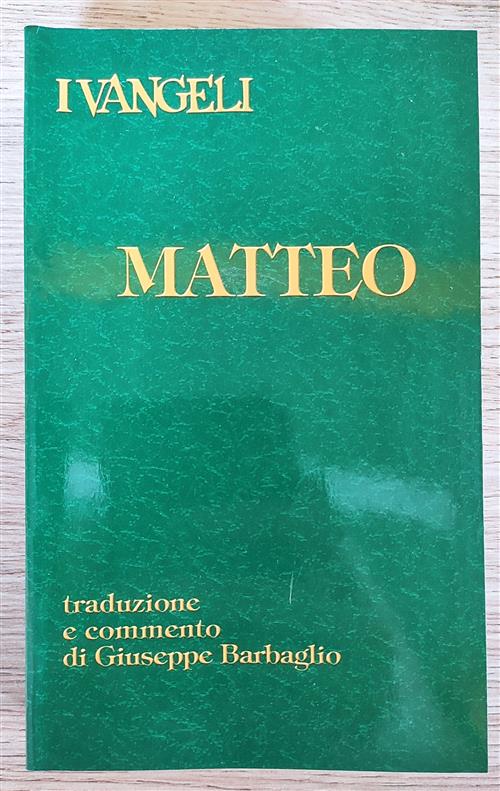 I VANGELI
MATTEO
traduzione
e commento
di Giuseppe Barbaglio